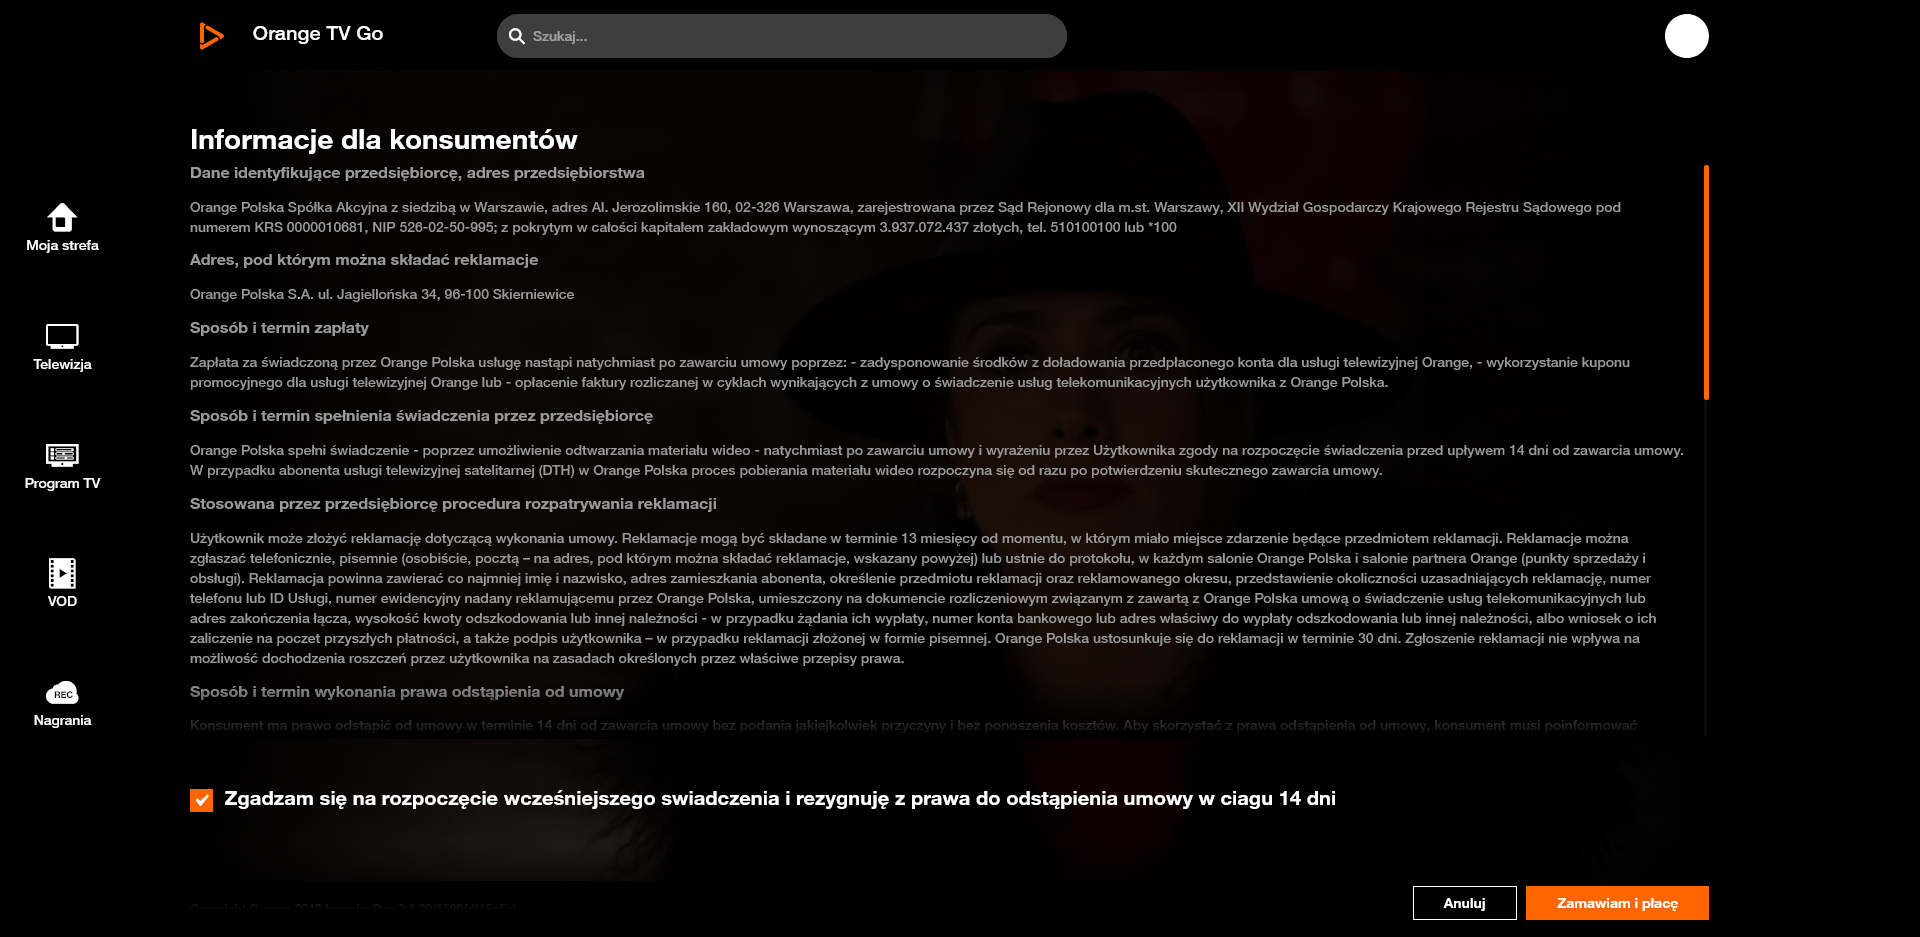 Orange TV Go
Szukaj...
Informacje dla konsumentów
Dane identyfikujące przedsiębiorcę, adres przedsiębiorstwa
Orange Polska Spółka Akcyjna z siedzibą w Warszawie, adres Al. Jerozolimskie 160, 02-326 Warszawa, zarejestrowana przez Sąd Rejonowy dla m.st. Warszawy, XII Wydział Gospodarczy Krajowego Rejestru Sądowego pod
numerem KRS 0000010681, NIP 526-02-50-995; z pokrytym w całości kapitałem zakładowym wynoszącym 3.937.072.437 złotych, tel. 510100100 lub *100
Adres, pod którym można składać reklamacje
Orange Polska S.A. ul. Jagiellońska 34, 96-100 Skierniewice
Sposób i termin zapłaty
Zapłata za świadczoną przez Orange Polska usługę nastąpi natychmiast po zawarciu umowy poprzez: - zadysponowanie środków z doładowania przedpłaconego konta dla usługi telewizyjnej Orange, - wykorzystanie kuponu
promocyjnego dla usługi telewizyjnej Orange lub - opłacenie faktury rozliczanej w cyklach wynikających z umowy o świadczenie usług telekomunikacyjnych użytkownika z Orange Polska.
Sposób i termin spełnienia świadczenia przez przedsiębiorcę
Orange Polska spełni świadczenie - poprzez umożliwienie odtwarzania materiału wideo - natychmiast po zawarciu umowy i wyrażeniu przez Użytkownika zgody na rozpoczęcie świadczenia przed upływem 14 dni od zawarcia umowy.
W przypadku abonenta usługi telewizyjnej satelitarnej (DTH) w Orange Polska proces pobierania materiału wideo rozpoczyna się od razu po potwierdzeniu skutecznego zawarcia umowy.
Stosowana przez przedsiębiorcę procedura rozpatrywania reklamacji
Użytkownik może złożyć reklamację dotyczącą wykonania umowy. Reklamacje mogą być składane w terminie 13 miesięcy od momentu, w którym miało miejsce zdarzenie będące przedmiotem reklamacji. Reklamacje można
zgłaszać telefonicznie, pisemnie (osobiście, pocztą – na adres, pod którym można składać reklamacje, wskazany powyżej) lub ustnie do protokołu, w każdym salonie Orange Polska i salonie partnera Orange (punkty sprzedaży i
obsługi). Reklamacja powinna zawierać co najmniej imię i nazwisko, adres zamieszkania abonenta, określenie przedmiotu reklamacji oraz reklamowanego okresu, przedstawienie okoliczności uzasadniających reklamację, numer
telefonu lub ID Usługi, numer ewidencyjny nadany reklamującemu przez Orange Polska, umieszczony na dokumencie rozliczeniowym związanym z zawartą z Orange Polska umową o świadczenie usług telekomunikacyjnych lub
adres zakończenia łącza, wysokość kwoty odszkodowania lub innej należności - w przypadku żądania ich wypłaty, numer konta bankowego lub adres właściwy do wypłaty odszkodowania lub innej należności, albo wniosek o ich
zaliczenie na poczet przyszłych płatności, a także podpis użytkownika – w przypadku reklamacji złożonej w formie pisemnej. Orange Polska ustosunkuje się do reklamacji w terminie 30 dni. Zgłoszenie reklamacji nie wpływa na
możliwość dochodzenia roszczeń przez użytkownika na zasadach określonych przez właściwe przepisy prawa.
Sposób i termin wykonania prawa odstąpienia od umowy
Konsument ma prawo odstąpić od umowy w terminie 14 dni od zawarcia umowy bez podania jakiejkolwiek przyczyny i bez ponoszenia kosztów. Aby skorzystać z prawa odstąpienia od umowy, konsument musi poinformować
Moja strefa
Telewizja
Program TV
VOD
REC
Nagrania
Zgadzam się na rozpoczęcie wcześniejszego swiadczenia i rezygnuję z prawa do odstąpienia umowy w ciagu 14 dni
Anuluj
Zamawiam i płacę